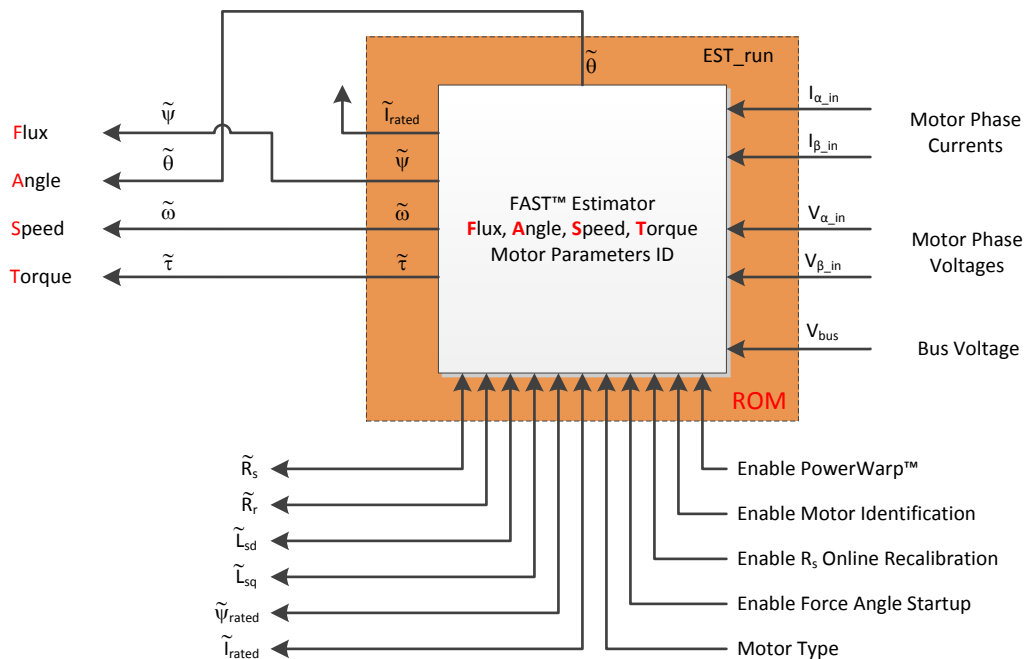 EST_run
θ̃
Ĩrated
ψ̃
ω̃
τ̃
FAST™ Estimator
Flux, Angle, Speed, Torque
Motor Parameters ID
ROM
Flux
ψ̃
Angle
θ̃
Speed
ω̃
Torque
τ̃
Iα_in
Iβ_in
Motor Phase
Currents
Vα_in
Vβ_in
Motor Phase
Voltages
Vbus
Bus Voltage
R̃s
R̃r
L̃sd
L̃sq
ψ̃rated
Ĩrated
Enable PowerWarp™
Enable Motor Identification
Enable Rs Online Recalibration
Enable Force Angle Startup
Motor Type